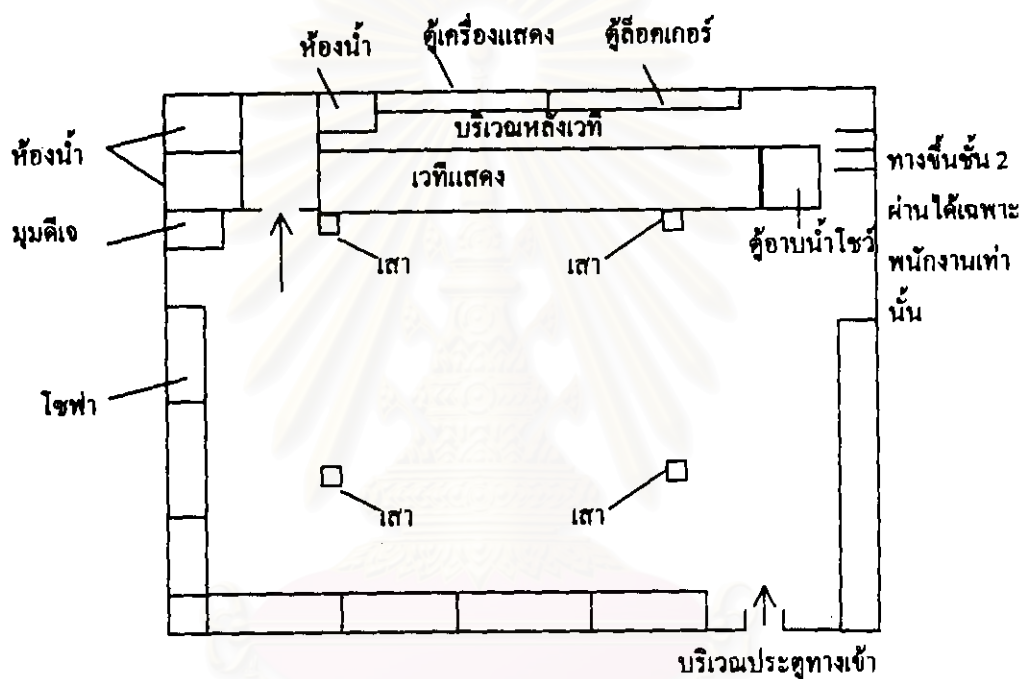 ห้องน้ำ
ตู้เครื่องแสดง
ตู้ล็อคเกอร์
บริเวณหลังเวที
ห้องน้ำ
เวทีแสดง
ทางขึ้นชั้น 2
ผ่านได้เฉพาะ
พนักงานเท่า
นั้น
มุมดีเจ
ตู้อาบน้ำโชว์
เสา
เสา
โซฟา
เสา
เสา
บริเวณประตูทางเข้า